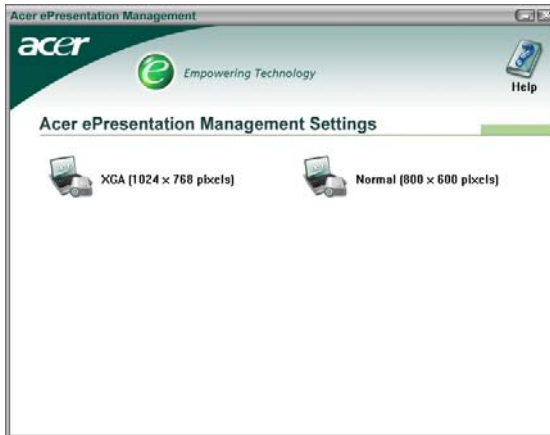 Acer ePresentation Management
acer
e
Empowering Technology
Help
Acer ePresentation Management Settings
XGA (1024 x 768 pixels)
Normal (800 x 600 pixels)